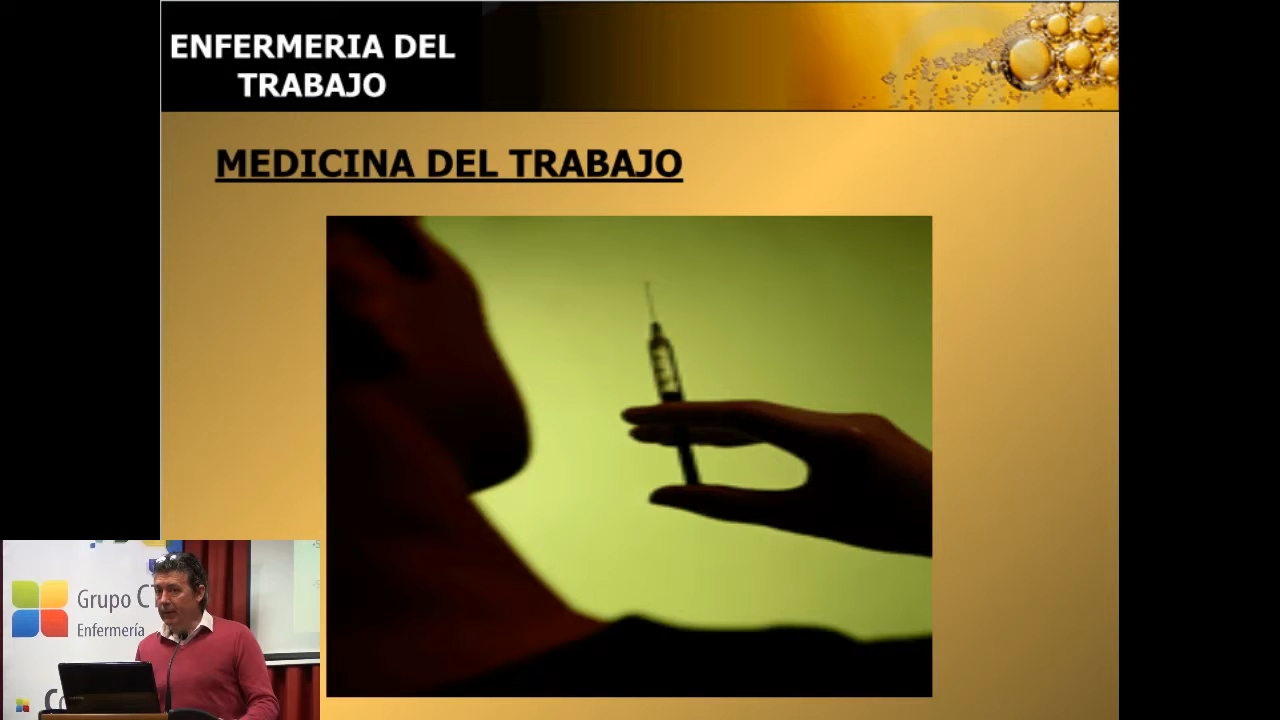 ENFERMERIA DEL
TRABAJO
MEDICINA DEL TRABAJO
Grupo
Enfermería